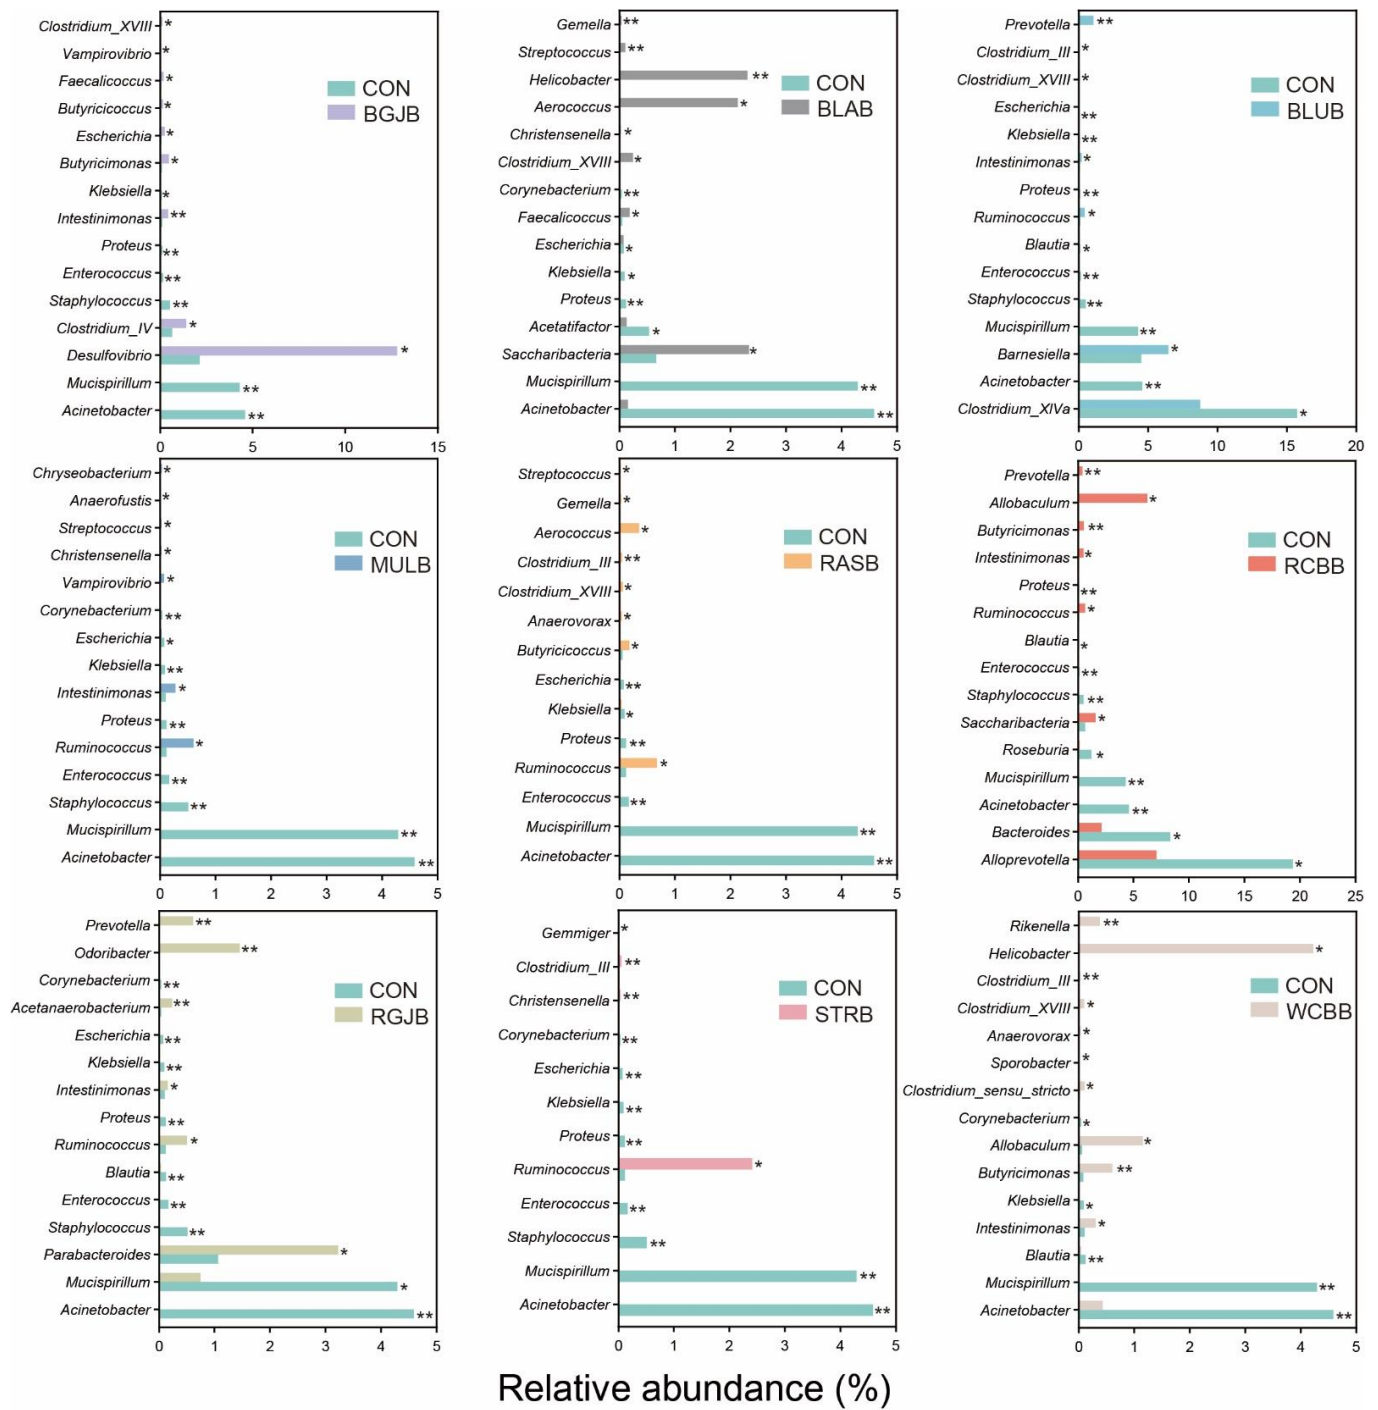 Clostridium_XVIII *
Vampirovibrio *
Faecalicoccus *
Butyricicoccus *
Escherichia *
Butyricimonas *
Klebsiella *
Intestinimonas **
Proteus **
Enterococcus **
Staphylococcus **
Clostridium_IV *
Desulfovibrio *
Mucispirillum **
Acinetobacter **
CON
BGJB
0 5 10 15
Gemella **
Streptococcus **
Helicobacter **
Aerococcus *
Christensenella *
Clostridium_XVIII *
Corynebacterium **
Faecalicoccus *
Escherichia *
Klebsiella *
Proteus **
Acetatifactor *
Saccharibacteria *
Mucispirillum **
Acinetobacter **
CON
BLAB
0 1 2 3 4 5
Prevotella **
Clostridium_III *
Clostridium_XVIII *
Escherichia **
Klebsiella **
Intestinimonas *
Proteus **
Ruminococcus *
Blautia *
Enterococcus **
Staphylococcus **
Mucispirillum **
Barnesiella *
Acinetobacter **
Clostridium_XIVa *
CON
BLUB
0 5 10 15 20
Chryseobacterium *
Anaerofustis *
Streptococcus *
Christensenella *
Vampirovibrio *
Corynebacterium **
Escherichia *
Klebsiella **
Intestinimonas *
Proteus **
Ruminococcus *
Enterococcus **
Staphylococcus **
Mucispirillum **
Acinetobacter **
CON
MULB
0 1 2 3 4 5
Streptococcus *
Gemella *
Aerococcus *
Clostridium_III **
Clostridium_XVIII *
Anaerovorax *
Butyricicoccus *
Escherichia **
Klebsiella *
Proteus **
Ruminococcus *
Enterococcus **
Mucispirillum **
Acinetobacter **
CON
RASB
0 1 2 3 4 5
Prevotella **
Allobaculum *
Butyricimonas **
Intestinimonas *
Proteus **
Ruminococcus *
Blautia *
Enterococcus **
Staphylococcus **
Saccharibacteria *
Roseburia *
Mucispirillum **
Acinetobacter **
Bacteroides *
Alloprevotella *
CON
RCBB
0 5 10 15 20 25
Prevotella **
Odoribacter **
Corynebacterium **
Acetanaerobacterium **
Escherichia **
Klebsiella **
Intestinimonas *
Proteus **
Ruminococcus *
Blautia **
Enterococcus **
Staphylococcus **
Parabacteroides *
Mucispirillum *
Acinetobacter **
CON
RGJB
0 1 2 3 4 5
Gemmiger *
Clostridium_III **
Christensenella **
Corynebacterium **
Escherichia **
Klebsiella **
Proteus **
Ruminococcus *
Enterococcus **
Staphylococcus **
Mucispirillum **
Acinetobacter **
CON
STRB
0 1 2 3 4 5
Rikenella **
Helicobacter *
Clostridium_III **
Clostridium_XVIII *
Anaerovorax *
Sporobacter *
Clostridium_sensu_stricto *
Corynebacterium *
Allobaculum *
Butyricimonas **
Klebsiella *
Intestinimonas *
Blautia **
Mucispirillum **
Acinetobacter **
CON
WCBB
0 1 2 3 4 5
Relative abundance (%)